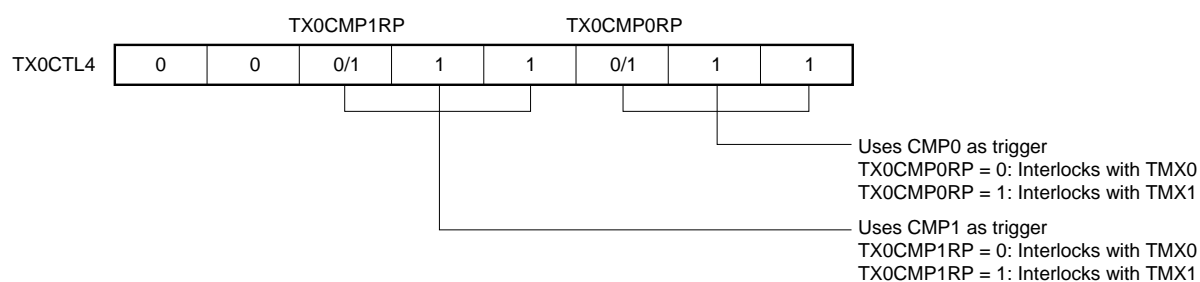 TX0CMP1RP TX0CMP0RP
TX0CTL4 0 0 0/1 1 1 0/1 1 1
Uses CMP0 as trigger
TX0CMP0RP = 0: Interlocks with TMX0
TX0CMP0RP = 1: Interlocks with TMX1
Uses CMP1 as trigger
TX0CMP1RP = 0: Interlocks with TMX0
TX0CMP1RP = 1: Interlocks with TMX1